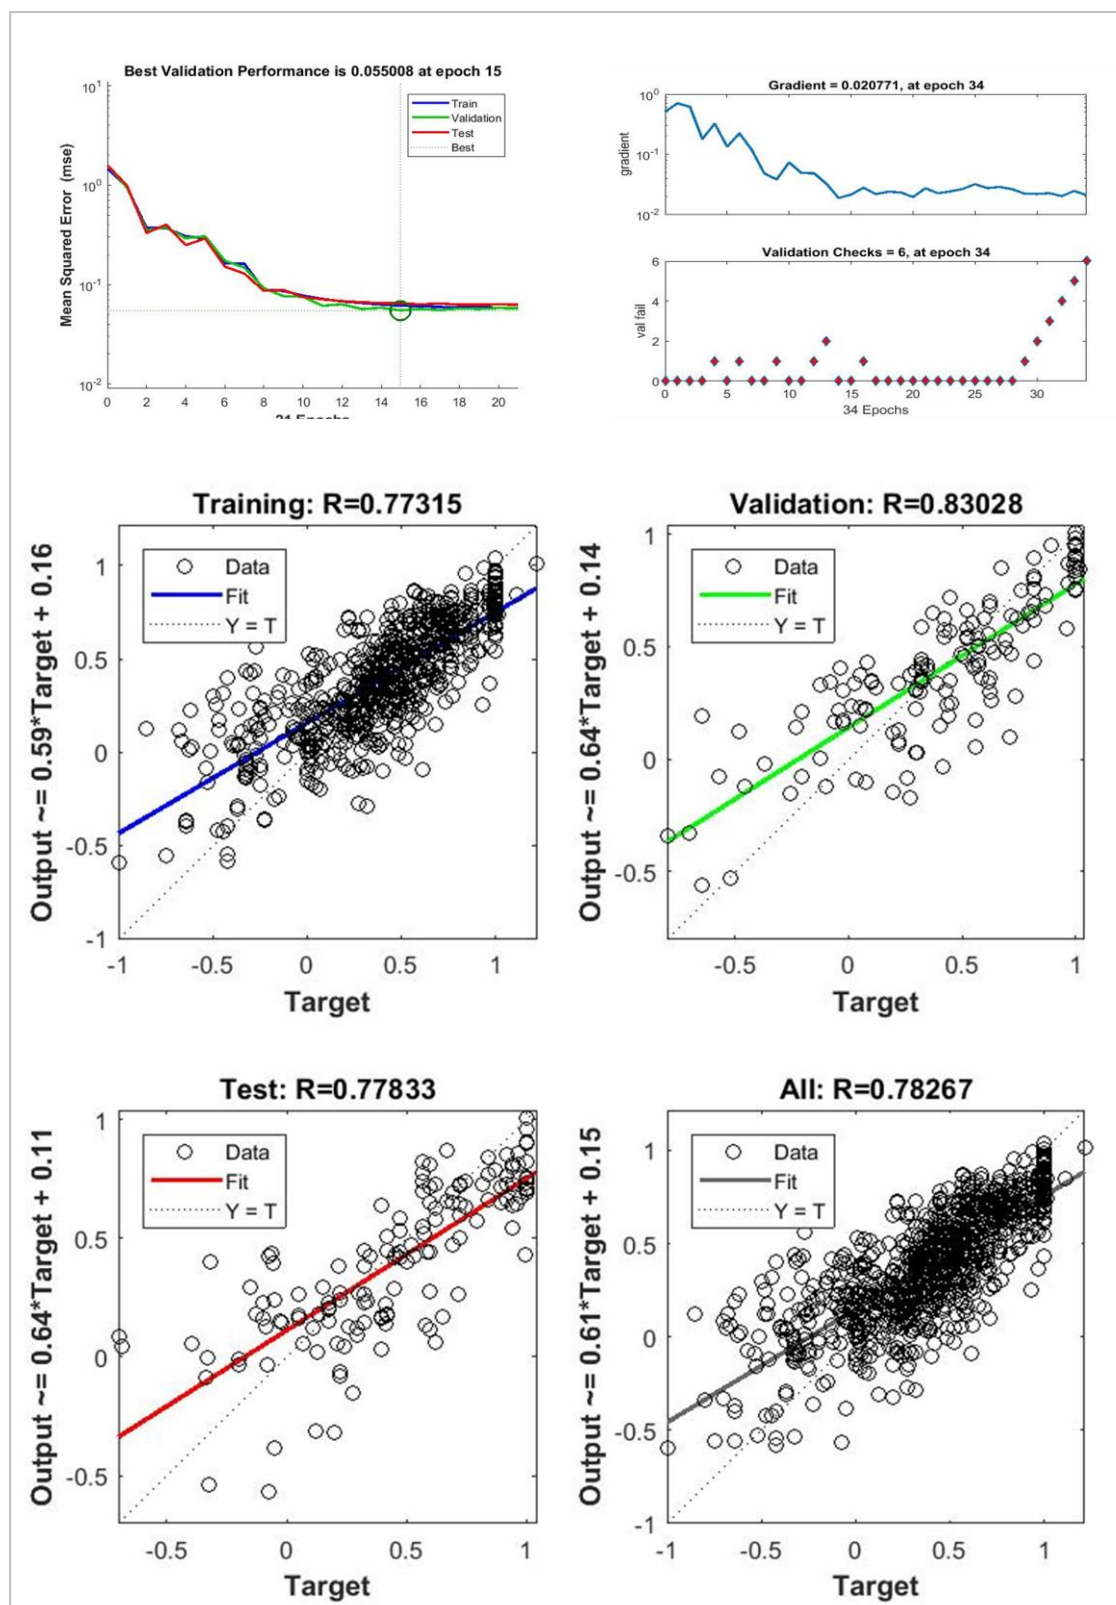 Best Validation Performance is 0.055008 at epoch 15
10^1
10^0
10^-1
10^-2
Mean Squared Error (mse)
Train
Validation
Test
Best
0 2 4 6 8 10 12 14 16 18 20
21 Epochs
Gradient = 0.020771, at epoch 34
10^0
10^-1
10^-2
gradient
Validation Checks = 6, at epoch 34
6
4
2
0
val fail
0 5 10 15 20 25 30
34 Epochs
Training: R=0.77315
Output ~= 0.59*Target + 0.16
Data
Fit
Y = T
1
0.5
0
-0.5
-1
-1 -0.5 0 0.5 1
Target
Validation: R=0.83028
Output ~= 0.64*Target + 0.14
Data
Fit
Y = T
1
0.5
0
-0.5
-0.5 0 0.5 1
Target
Test: R=0.77833
Output ~= 0.64*Target + 0.11
Data
Fit
Y = T
1
0.5
0
-0.5
-0.5 0 0.5 1
Target
All: R=0.78267
Output ~= 0.61*Target + 0.15
Data
Fit
Y = T
1
0.5
0
-0.5
-1
-1 -0.5 0 0.5 1
Target